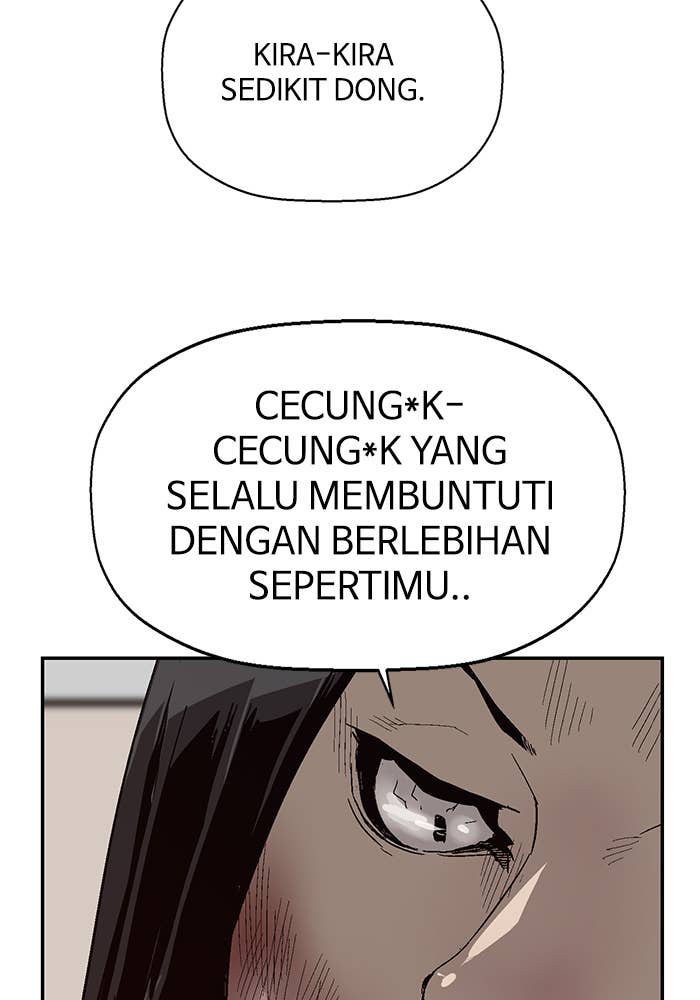 KIRA-KIRA
SEDIKIT DONG.
CECUNG*K-
CECUNG*K YANG
SELALU MEMBUNTUTI
DENGAN BERLEBIHAN
SEPERTIMU..